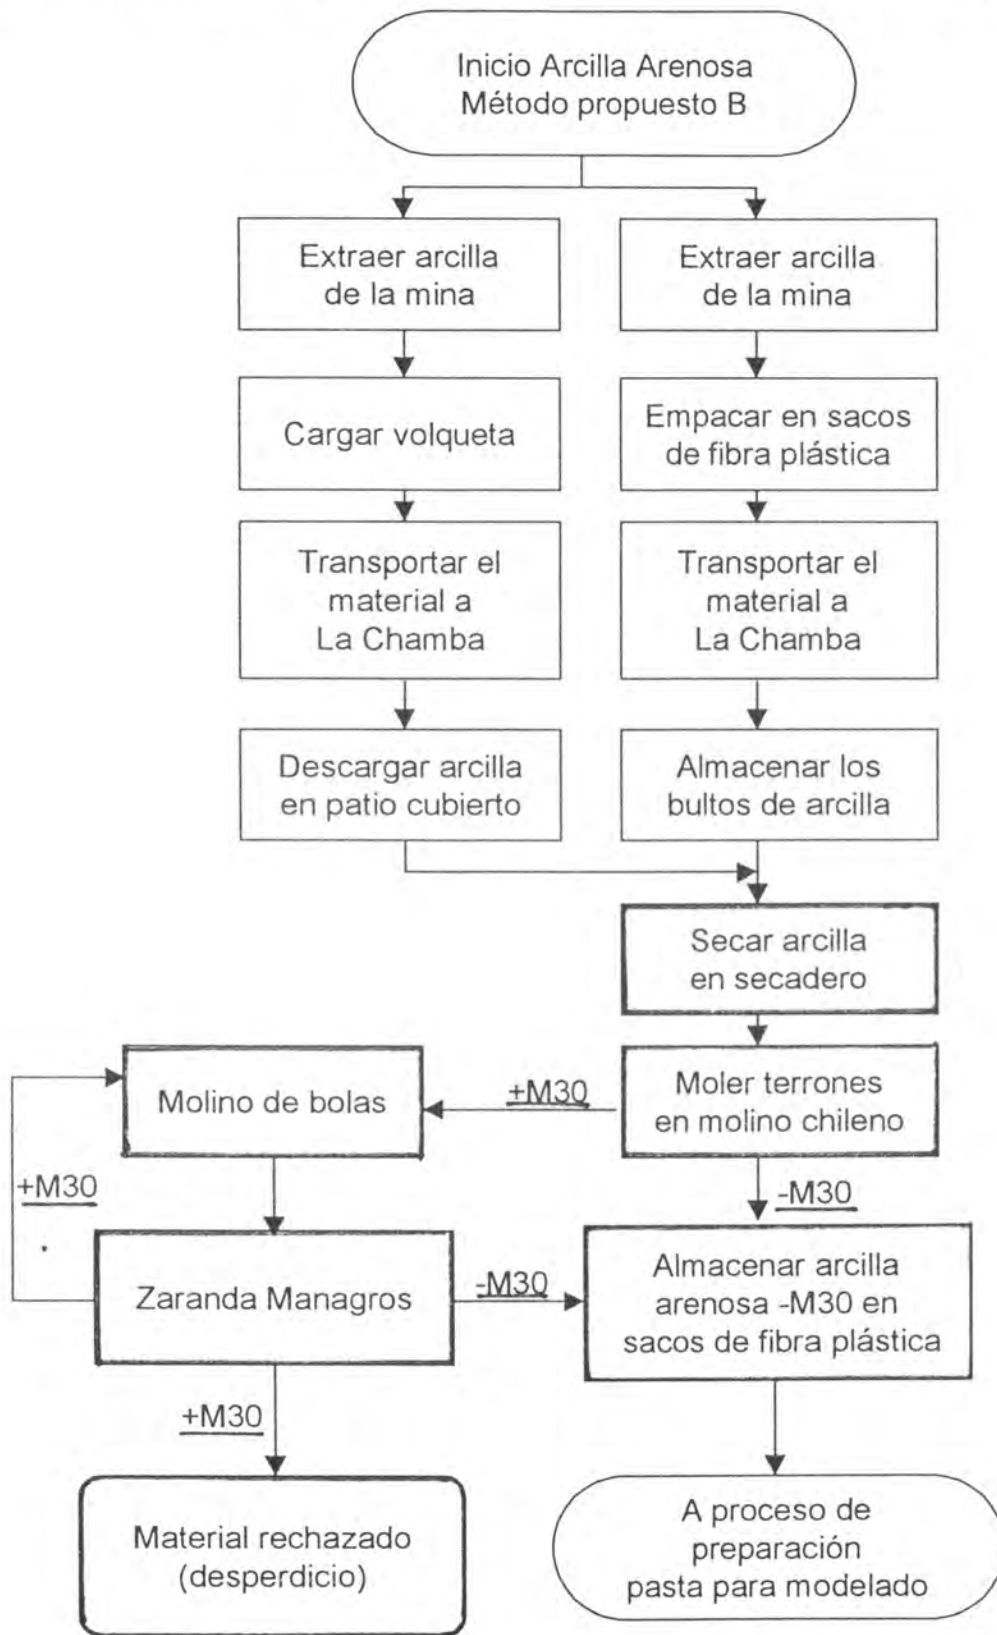 Inicio Arcilla Arenosa
Método propuesto B
Extraer arcilla
de la mina
Extraer arcilla
de la mina
Cargar volqueta
Empacar en sacos
de fibra plástica
Transportar el
material a
La Chamba
Transportar el
material a
La Chamba
Descargar arcilla
en patio cubierto
Almacenar los
bultos de arcilla
Secar arcilla
en secadero
Molino de bolas
+M30
Moler terrones
en molino chileno
+M30
-M30
Zaranda Managros
-M30
Almacenar arcilla
arenosa -M30 en
sacos de fibra plástica
+M30
Material rechazado
(desperdicio)
A proceso de
preparación
pasta para modelado